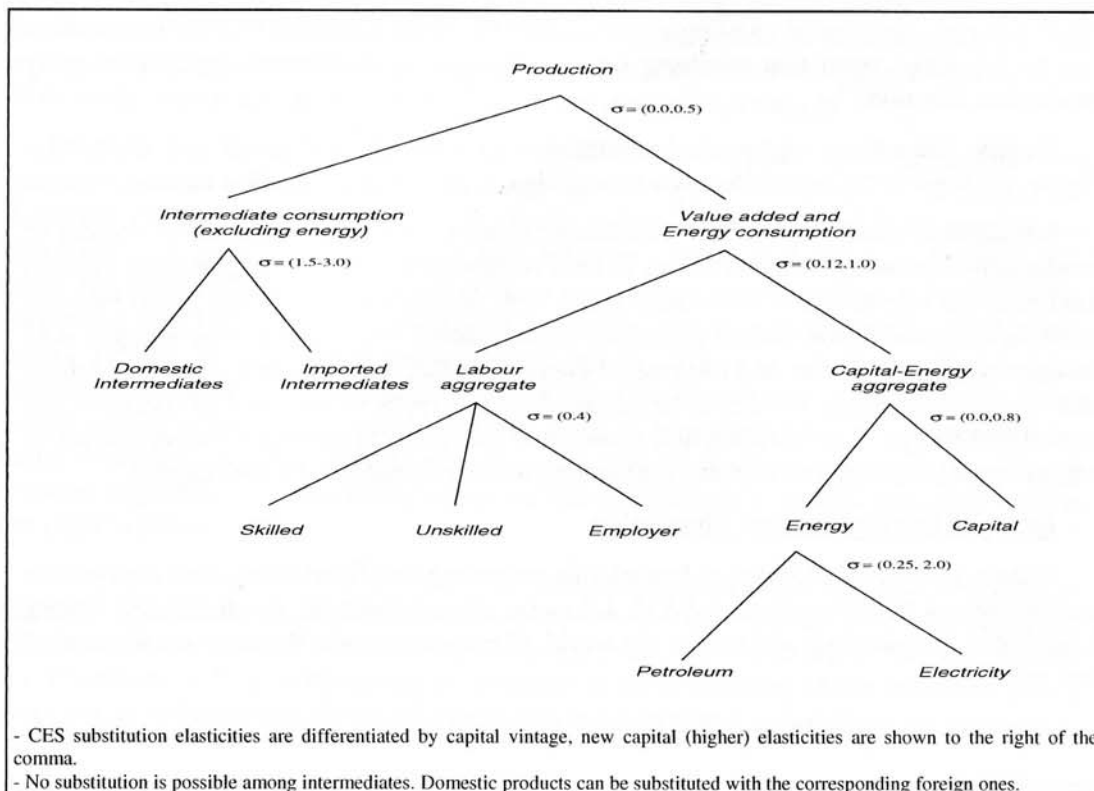 Production
σ= (0.0,0.5)
Intermediate consumption
(excluding energy)
Value added and
Energy consumption
σ= (1.5-3.0)
σ= (0.12,1.0)
Domestic
Intermediates
Imported
Intermediates
Labour
aggregate
Capital-Energy
aggregate
σ= (0.4)
σ= (0.0,0.8)
Skilled
Unskilled
Employer
Energy
Capital
σ= (0.25, 2.0)
Petroleum
Electricity
- CES substitution elasticities are differentiated by capital vintage, new capital (higher) elasticities are shown to the right of the
comma.
- No substitution is possible among intermediates. Domestic products can be substituted with the corresponding foreign ones.